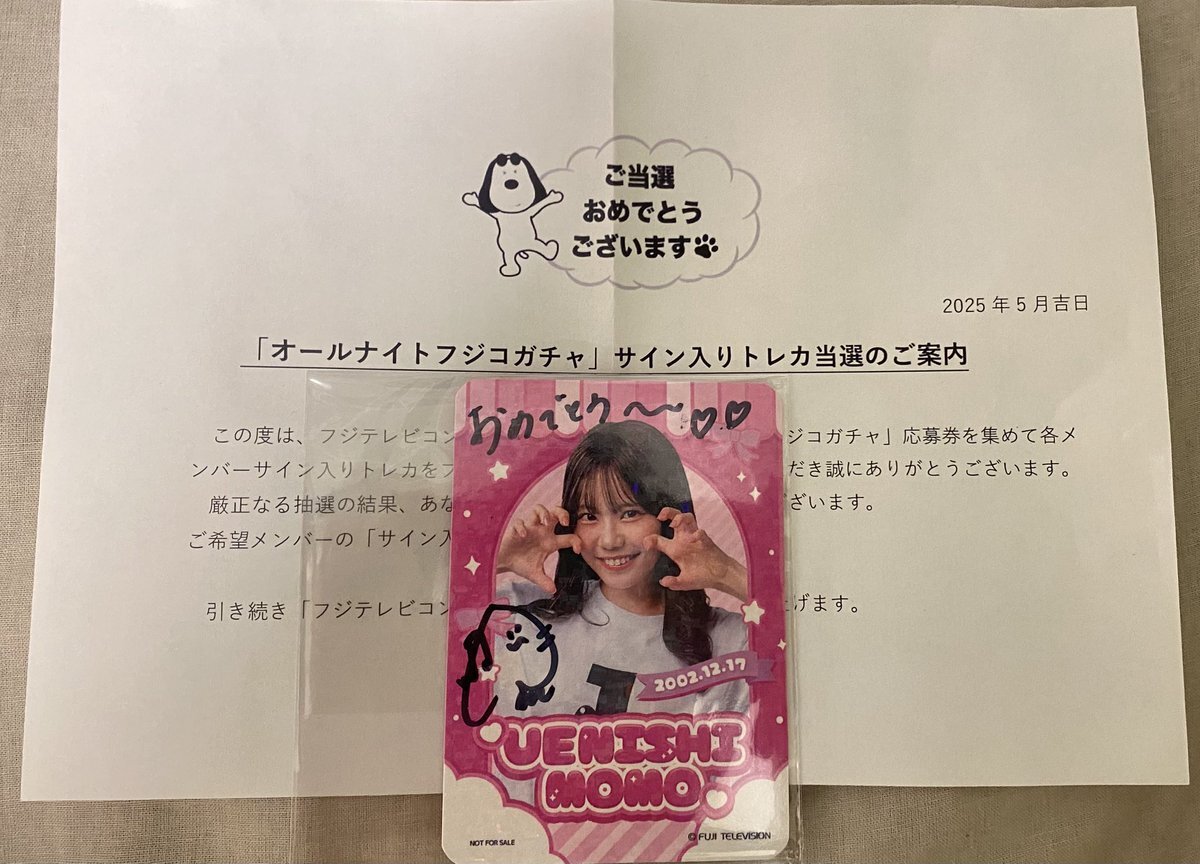 ご当選
おめでとう
ございます
2025年5月吉日
「オールナイトフジコガチャ」サイン入りトレカ当選のご案内
この度は、フジテレビコン
ジコガチャ」応募券を集めて各メ
ンバーサイン入りトレカをフ
だき誠にありがとうございます。
厳正なる抽選の結果、あな
ございます。
ご希望メンバーの「サイン入
引き続き「フジテレビコン
上げます。
おめでとう〜〜♡♡
2002.12.17
UENISHI
MOMO
NOT FOR SALE
© FUJI TELEVISION